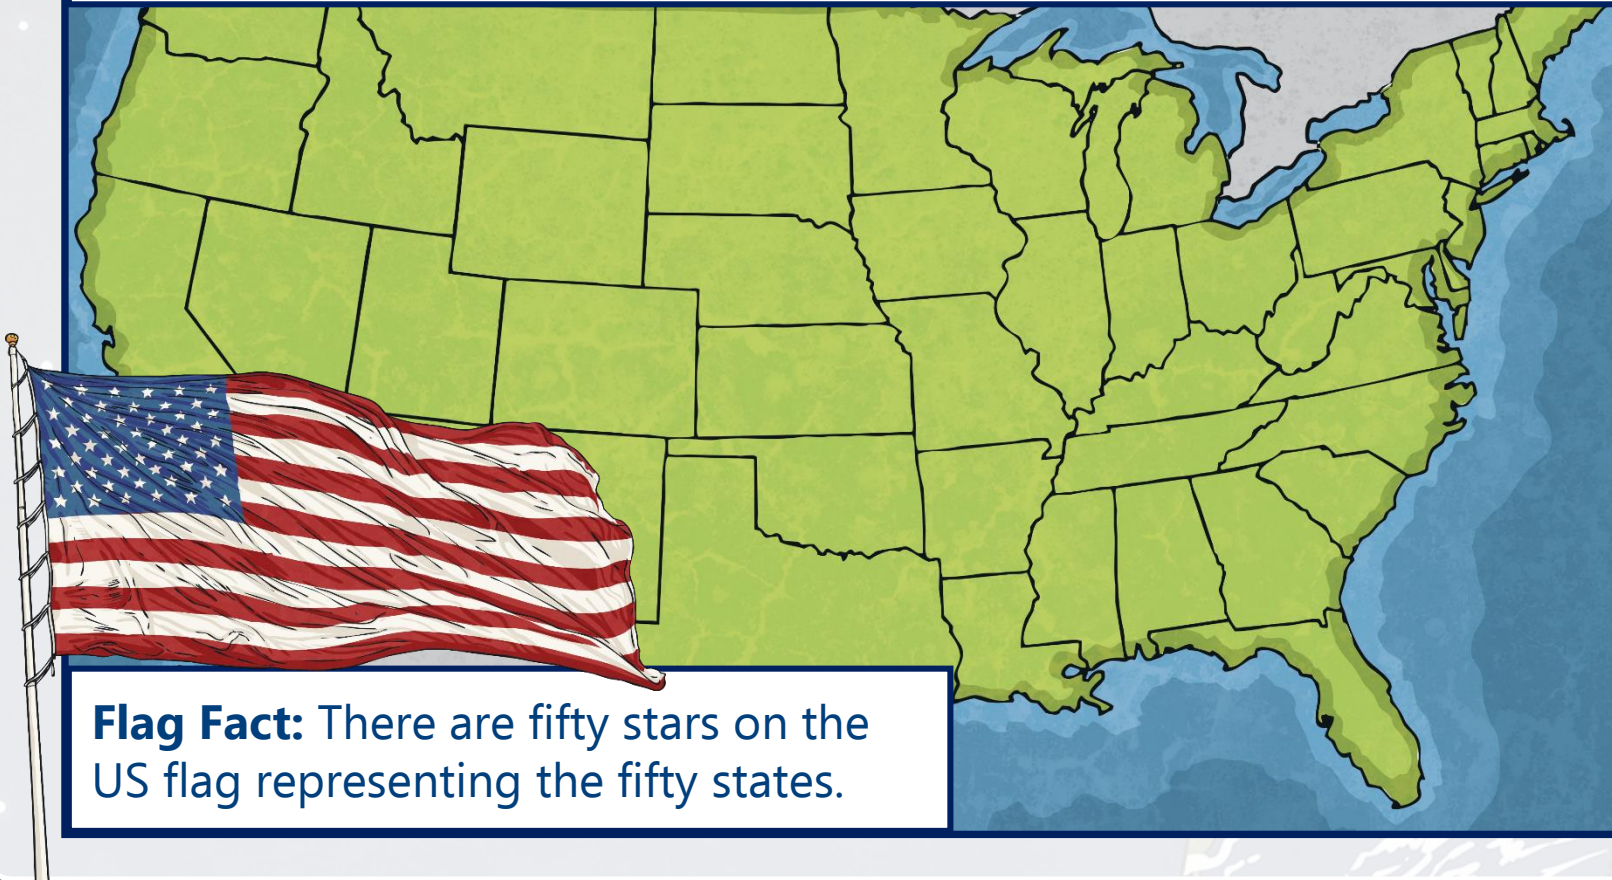 Flag Fact: There are fifty stars on the
US flag representing the fifty states.